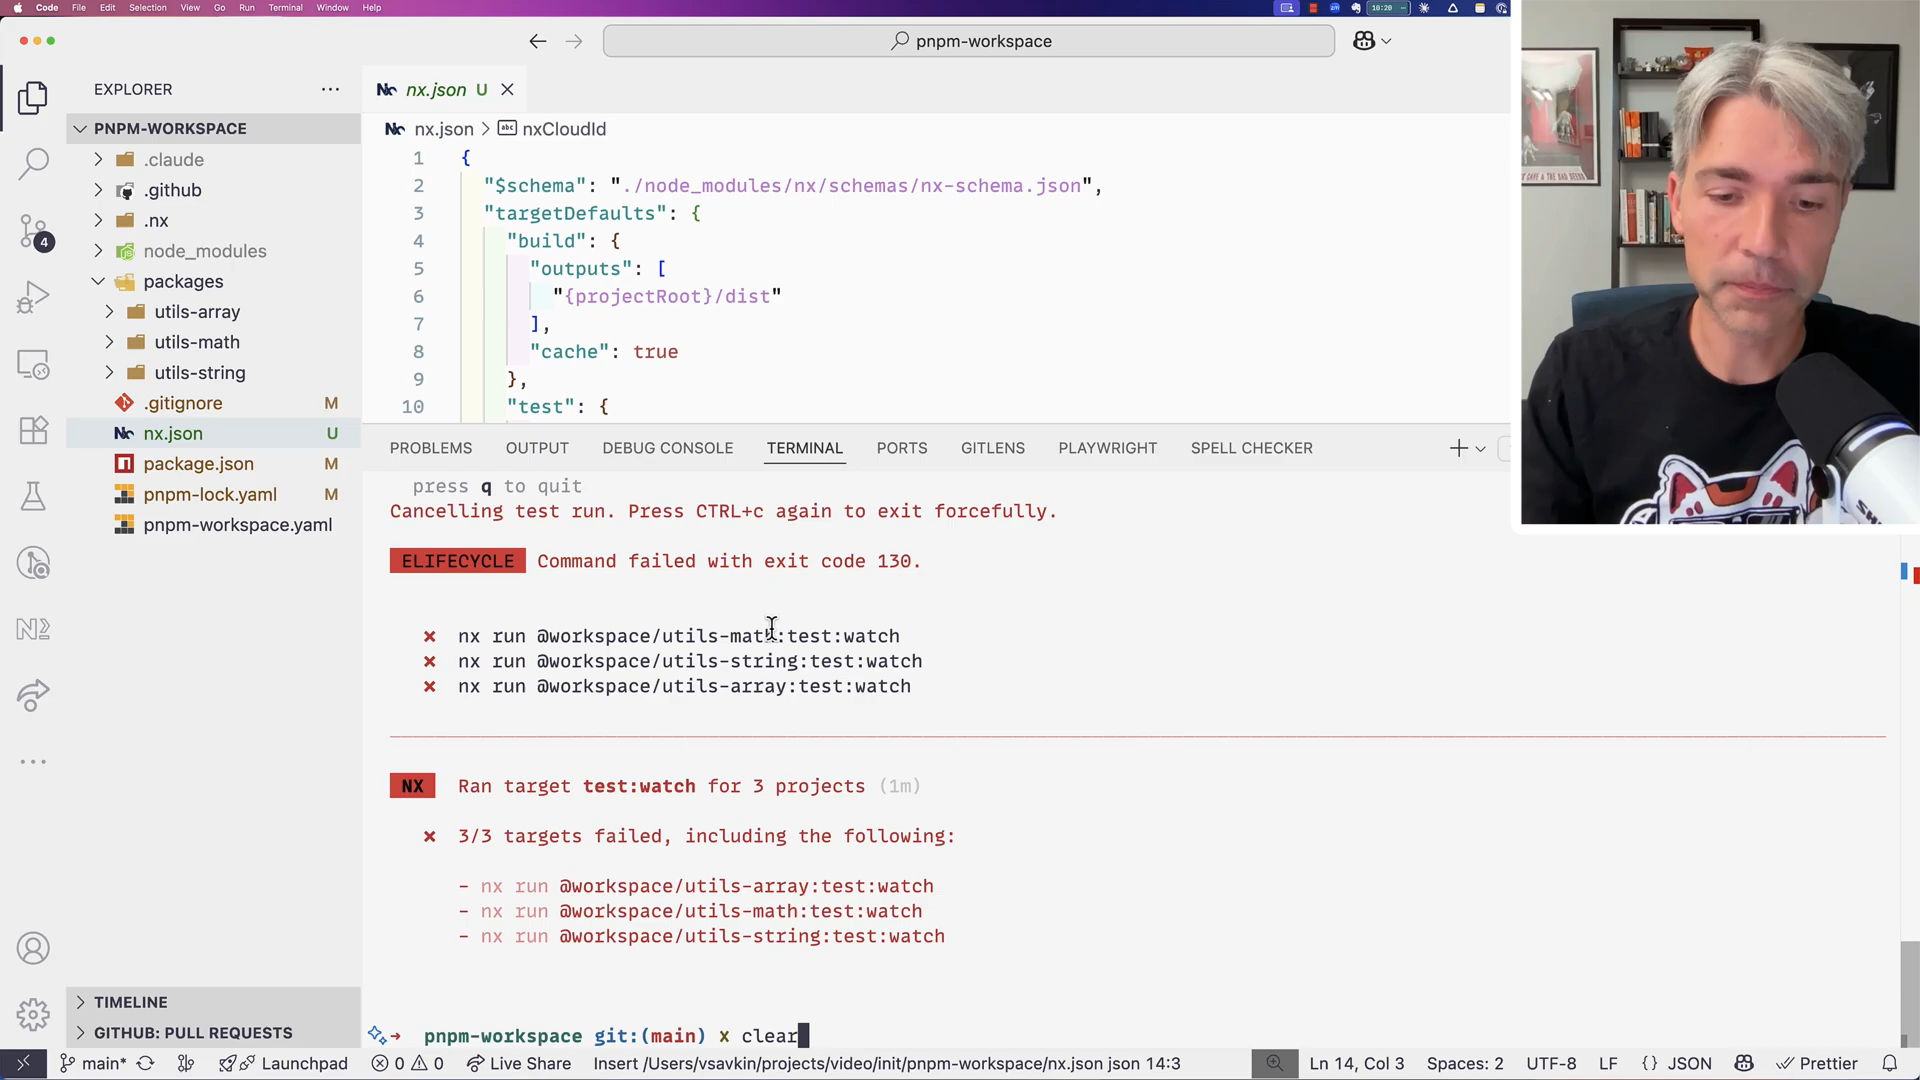 Code File Edit Selection View Go Run Terminal Window Help
10:20
pnpm-workspace
EXPLORER
nx.json U
PNPM-WORKSPACE
nx.json > nxCloudId
.claude
.github
.nx
node_modules
packages
utils-array
utils-math
utils-string
.gitignore M
nx.json U
package.json M
pnpm-lock.yaml M
pnpm-workspace.yaml
4
1 {
2 "$schema": "./node_modules/nx/schemas/nx-schema.json",
3 "targetDefaults": {
4 "build": {
5 "outputs": [
6 "{projectRoot}/dist"
7 ],
8 "cache": true
9 },
10 "test": {
PROBLEMS OUTPUT DEBUG CONSOLE TERMINAL PORTS GITLENS PLAYWRIGHT SPELL CHECKER
press q to quit
Cancelling test run. Press CTRL+c again to exit forcefully.
ELIFECYCLE Command failed with exit code 130.
✖ nx run @workspace/utils-math:test:watch
✖ nx run @workspace/utils-string:test:watch
✖ nx run @workspace/utils-array:test:watch
NX Ran target test:watch for 3 projects (1m)
✖ 3/3 targets failed, including the following:
- nx run @workspace/utils-array:test:watch
- nx run @workspace/utils-math:test:watch
- nx run @workspace/utils-string:test:watch
pnpm-workspace git:(main) x clear
TIMELINE
GITHUB: PULL REQUESTS
main* Launchpad 0 0 Live Share Insert /Users/vsavkin/projects/video/init/pnpm-workspace/nx.json json 14:3 Ln 14, Col 3 Spaces: 2 UTF-8 LF {} JSON Prettier